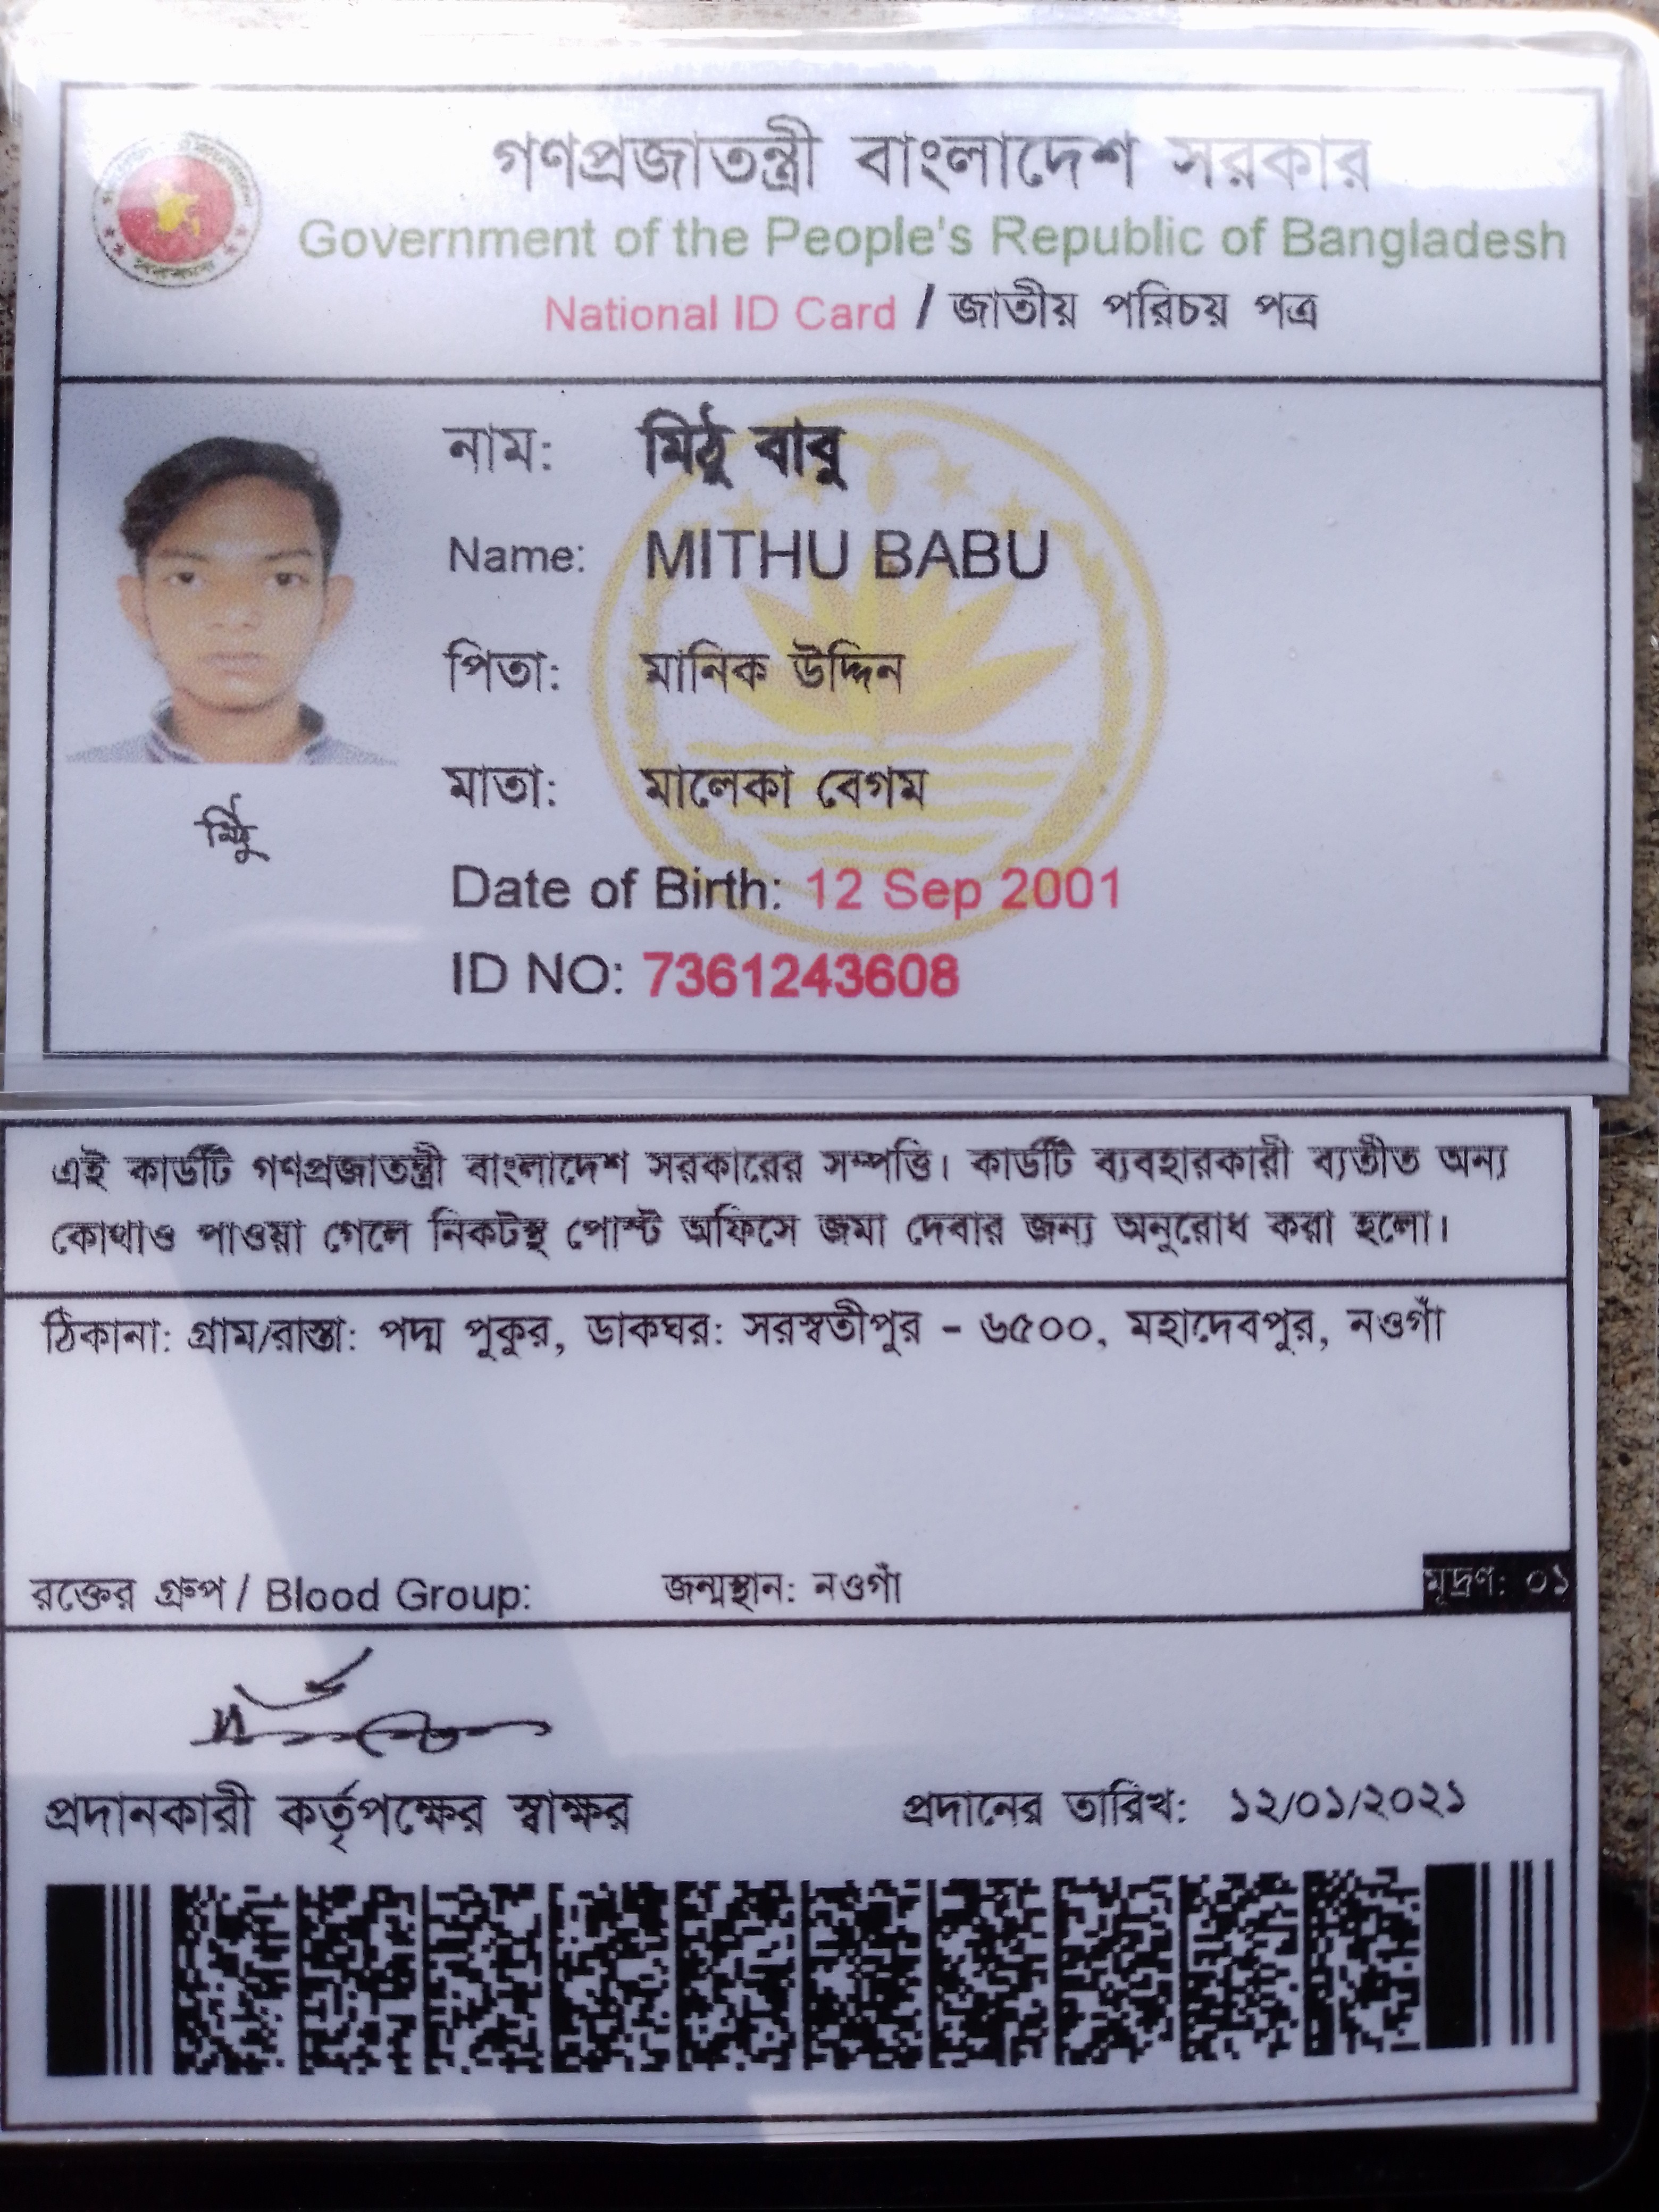 গণপ্রজাতন্ত্রী বাংলাদেশ সরকার
Government of the People's Republic of Bangladesh
National ID Card / জাতীয় পরিচয় পত্র
নাম: মিঠু বাবু
Name: MITHU BABU
পিতা: মানিক উদ্দিন
মাতা: মালেকা বেগম
মিঠু
Date of Birth: 12 Sep 2001
ID NO: 7361243608
এই কার্ডটি গণপ্রজাতন্ত্রী বাংলাদেশ সরকারের সম্পত্তি। কার্ডটি ব্যবহারকারী ব্যতীত অন্য
কোথাও পাওয়া গেলে নিকটস্থ পোস্ট অফিসে জমা দেবার জন্য অনুরোধ করা হলো।
ঠিকানা: গ্রাম/রাস্তা: পদ্ম পুকুর, ডাকঘর: সরস্বতীপুর - ৬৫০০, মহাদেবপুর, নওগাঁ
রক্তের গ্রুপ / Blood Group: জন্মস্থান: নওগাঁ মূদ্রণ: ০১
প্রদানকারী কর্তৃপক্ষের স্বাক্ষর প্রদানের তারিখ: ১২/০১/২০২১